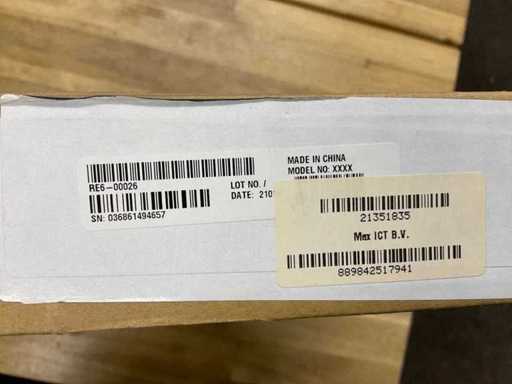 RE6-00026
SN: 036861494657
LOT NO. /
DATE: 210
MADE IN CHINA
MODEL NO: XXXX
21351835
Max ICT B.V.
889842517941